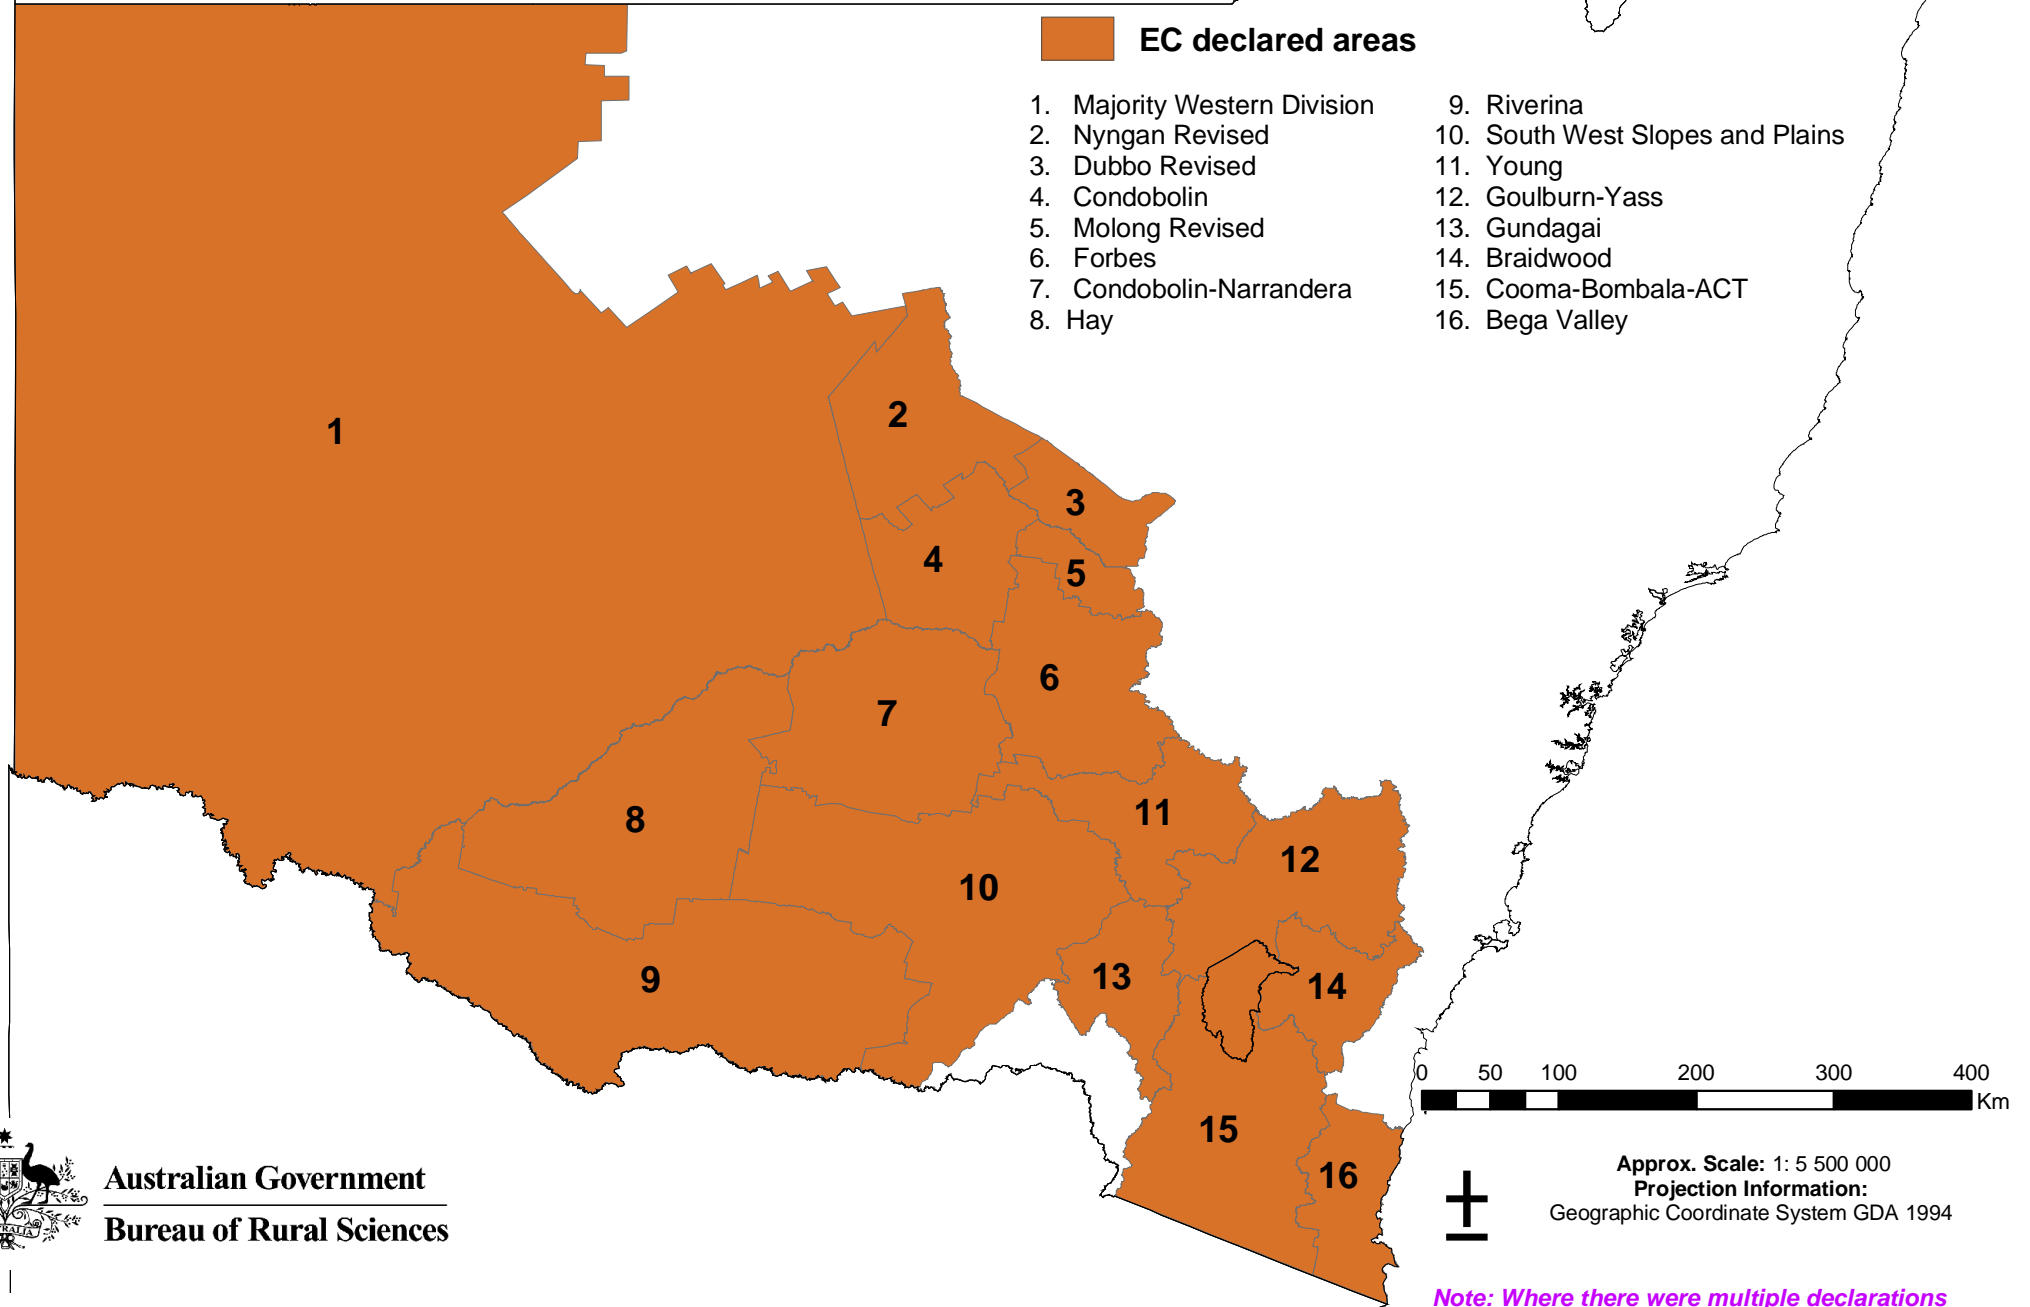 EC declared areas
1. Majority Western Division
2. Nyngan Revised
3. Dubbo Revised
4. Condobolin
5. Molong Revised
6. Forbes
7. Condobolin-Narrandera
8. Hay
9. Riverina
10. South West Slopes and Plains
11. Young
12. Goulburn-Yass
13. Gundagai
14. Braidwood
15. Cooma-Bombala-ACT
16. Bega Valley
1
2
3
4
5
6
7
8
9
10
11
12
13
14
15
16
0 50 100 200 300 400
Km
Approx. Scale: 1: 5 500 000
Projection Information:
Geographic Coordinate System GDA 1994
Australian Government
Bureau of Rural Sciences
Note: Where there were multiple declarations